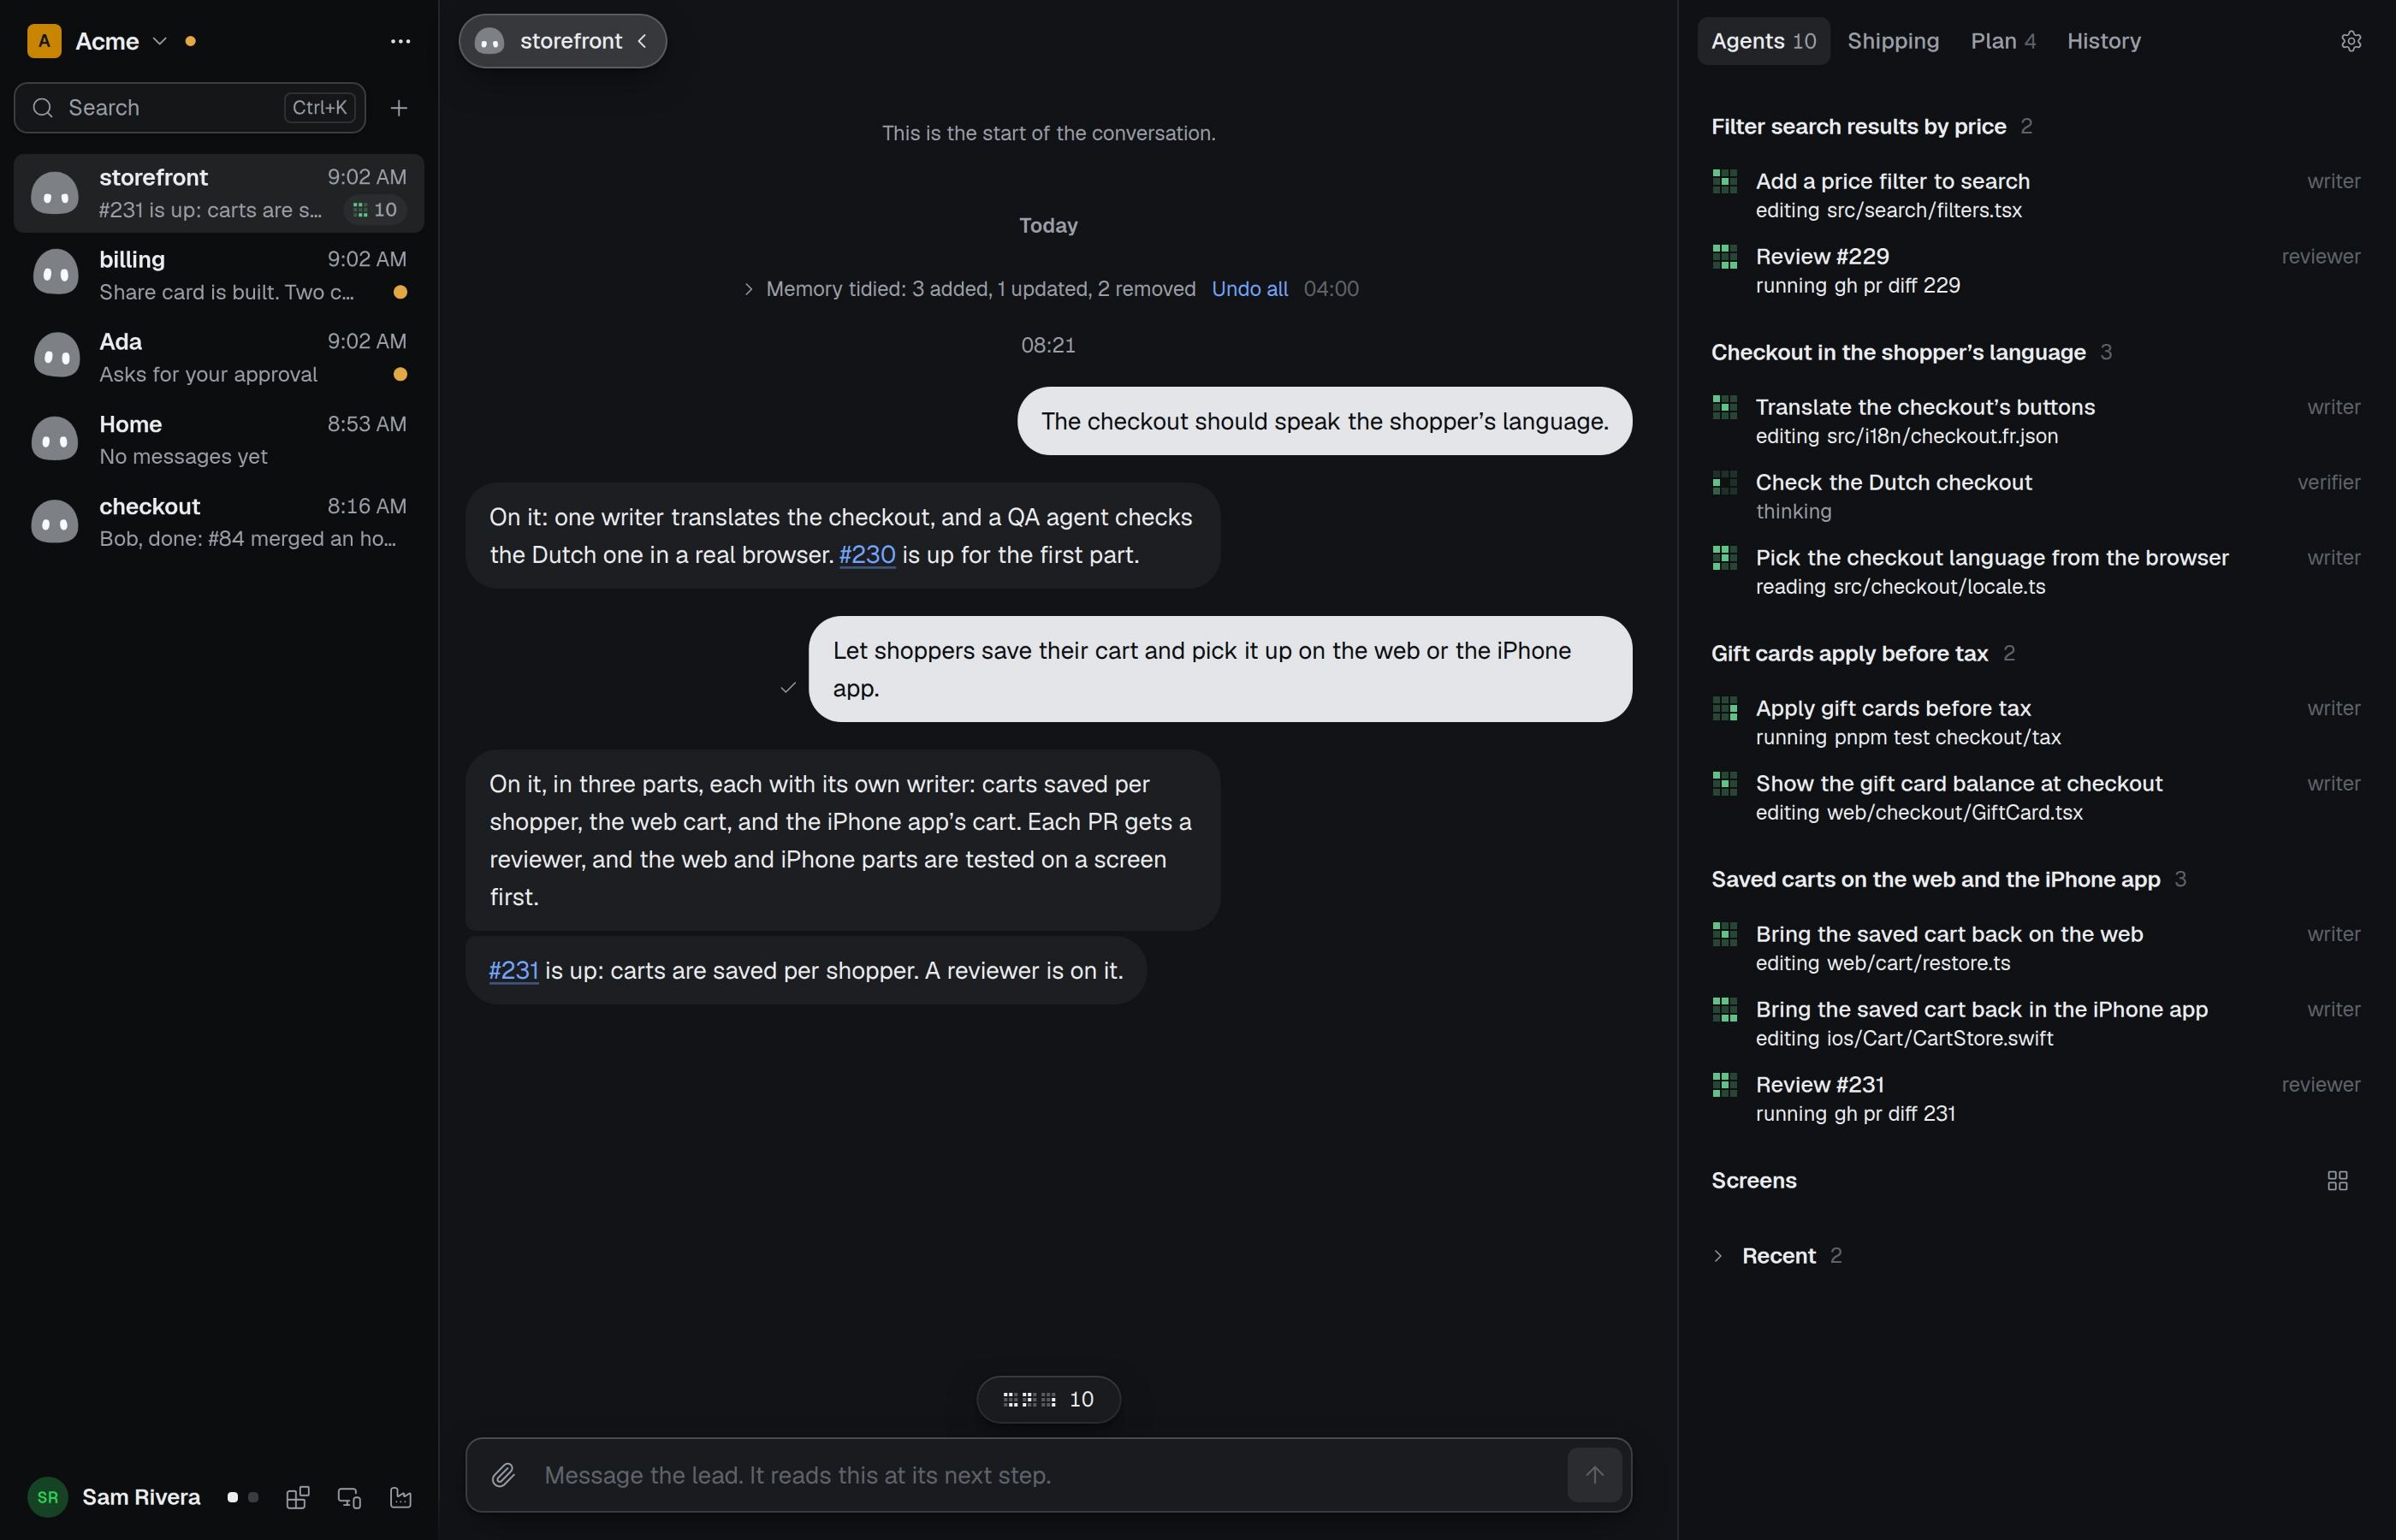 A Acme
Search Ctrl+K
storefront 9:02 AM
#231 is up: carts are s... 10
billing 9:02 AM
Share card is built. Two c...
Ada 9:02 AM
Asks for your approval
Home 8:53 AM
No messages yet
checkout 8:16 AM
Bob, done: #84 merged an ho...
SR Sam Rivera
storefront
This is the start of the conversation.
Today
Memory tidied: 3 added, 1 updated, 2 removed Undo all 04:00
08:21
The checkout should speak the shopper’s language.
On it: one writer translates the checkout, and a QA agent checks
the Dutch one in a real browser. #230 is up for the first part.
Let shoppers save their cart and pick it up on the web or the iPhone
app.
On it, in three parts, each with its own writer: carts saved per
shopper, the web cart, and the iPhone app’s cart. Each PR gets a
reviewer, and the web and iPhone parts are tested on a screen
first.
#231 is up: carts are saved per shopper. A reviewer is on it.
10
Message the lead. It reads this at its next step.
Agents 10 Shipping Plan 4 History
Filter search results by price 2
Add a price filter to search writer
editing src/search/filters.tsx
Review #229 reviewer
running gh pr diff 229
Checkout in the shopper’s language 3
Translate the checkout’s buttons writer
editing src/i18n/checkout.fr.json
Check the Dutch checkout verifier
thinking
Pick the checkout language from the browser writer
reading src/checkout/locale.ts
Gift cards apply before tax 2
Apply gift cards before tax writer
running pnpm test checkout/tax
Show the gift card balance at checkout writer
editing web/checkout/GiftCard.tsx
Saved carts on the web and the iPhone app 3
Bring the saved cart back on the web writer
editing web/cart/restore.ts
Bring the saved cart back in the iPhone app writer
editing ios/Cart/CartStore.swift
Review #231 reviewer
running gh pr diff 231
Screens
Recent 2